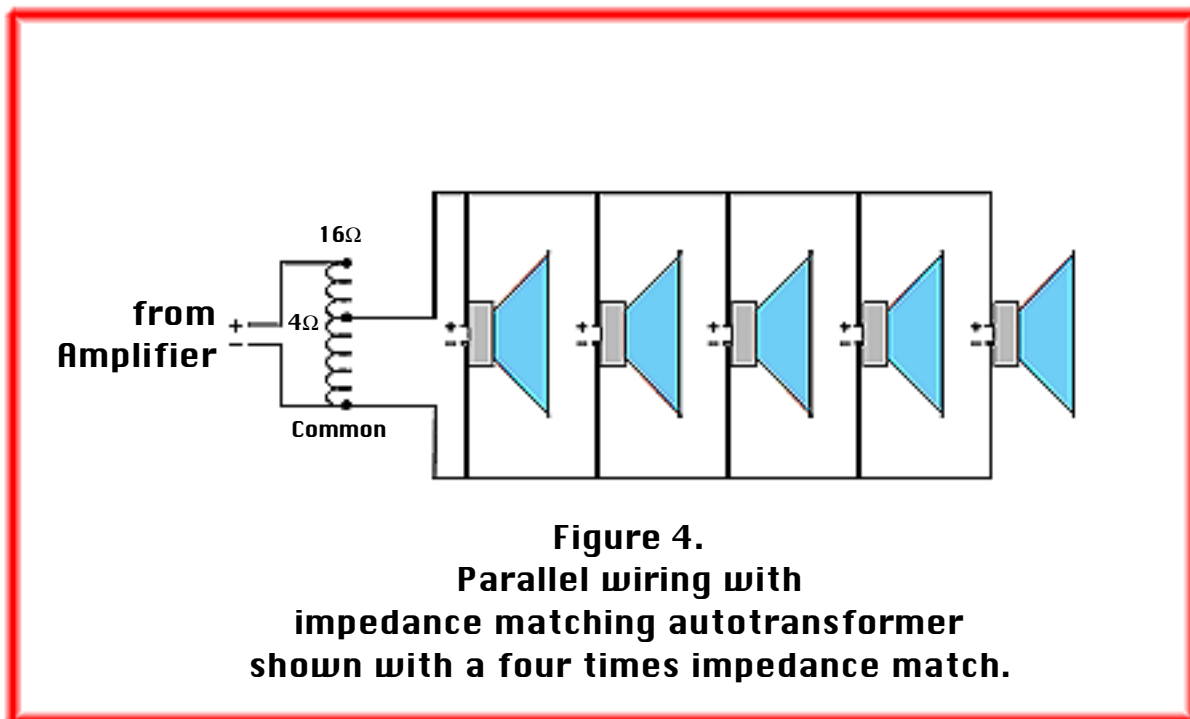 16Ω
from
Amplifier
+
−
4Ω
Common
+
−
+
−
+
−
+
−
+
−
Figure 4.
Parallel wiring with
impedance matching autotransformer
shown with a four times impedance match.